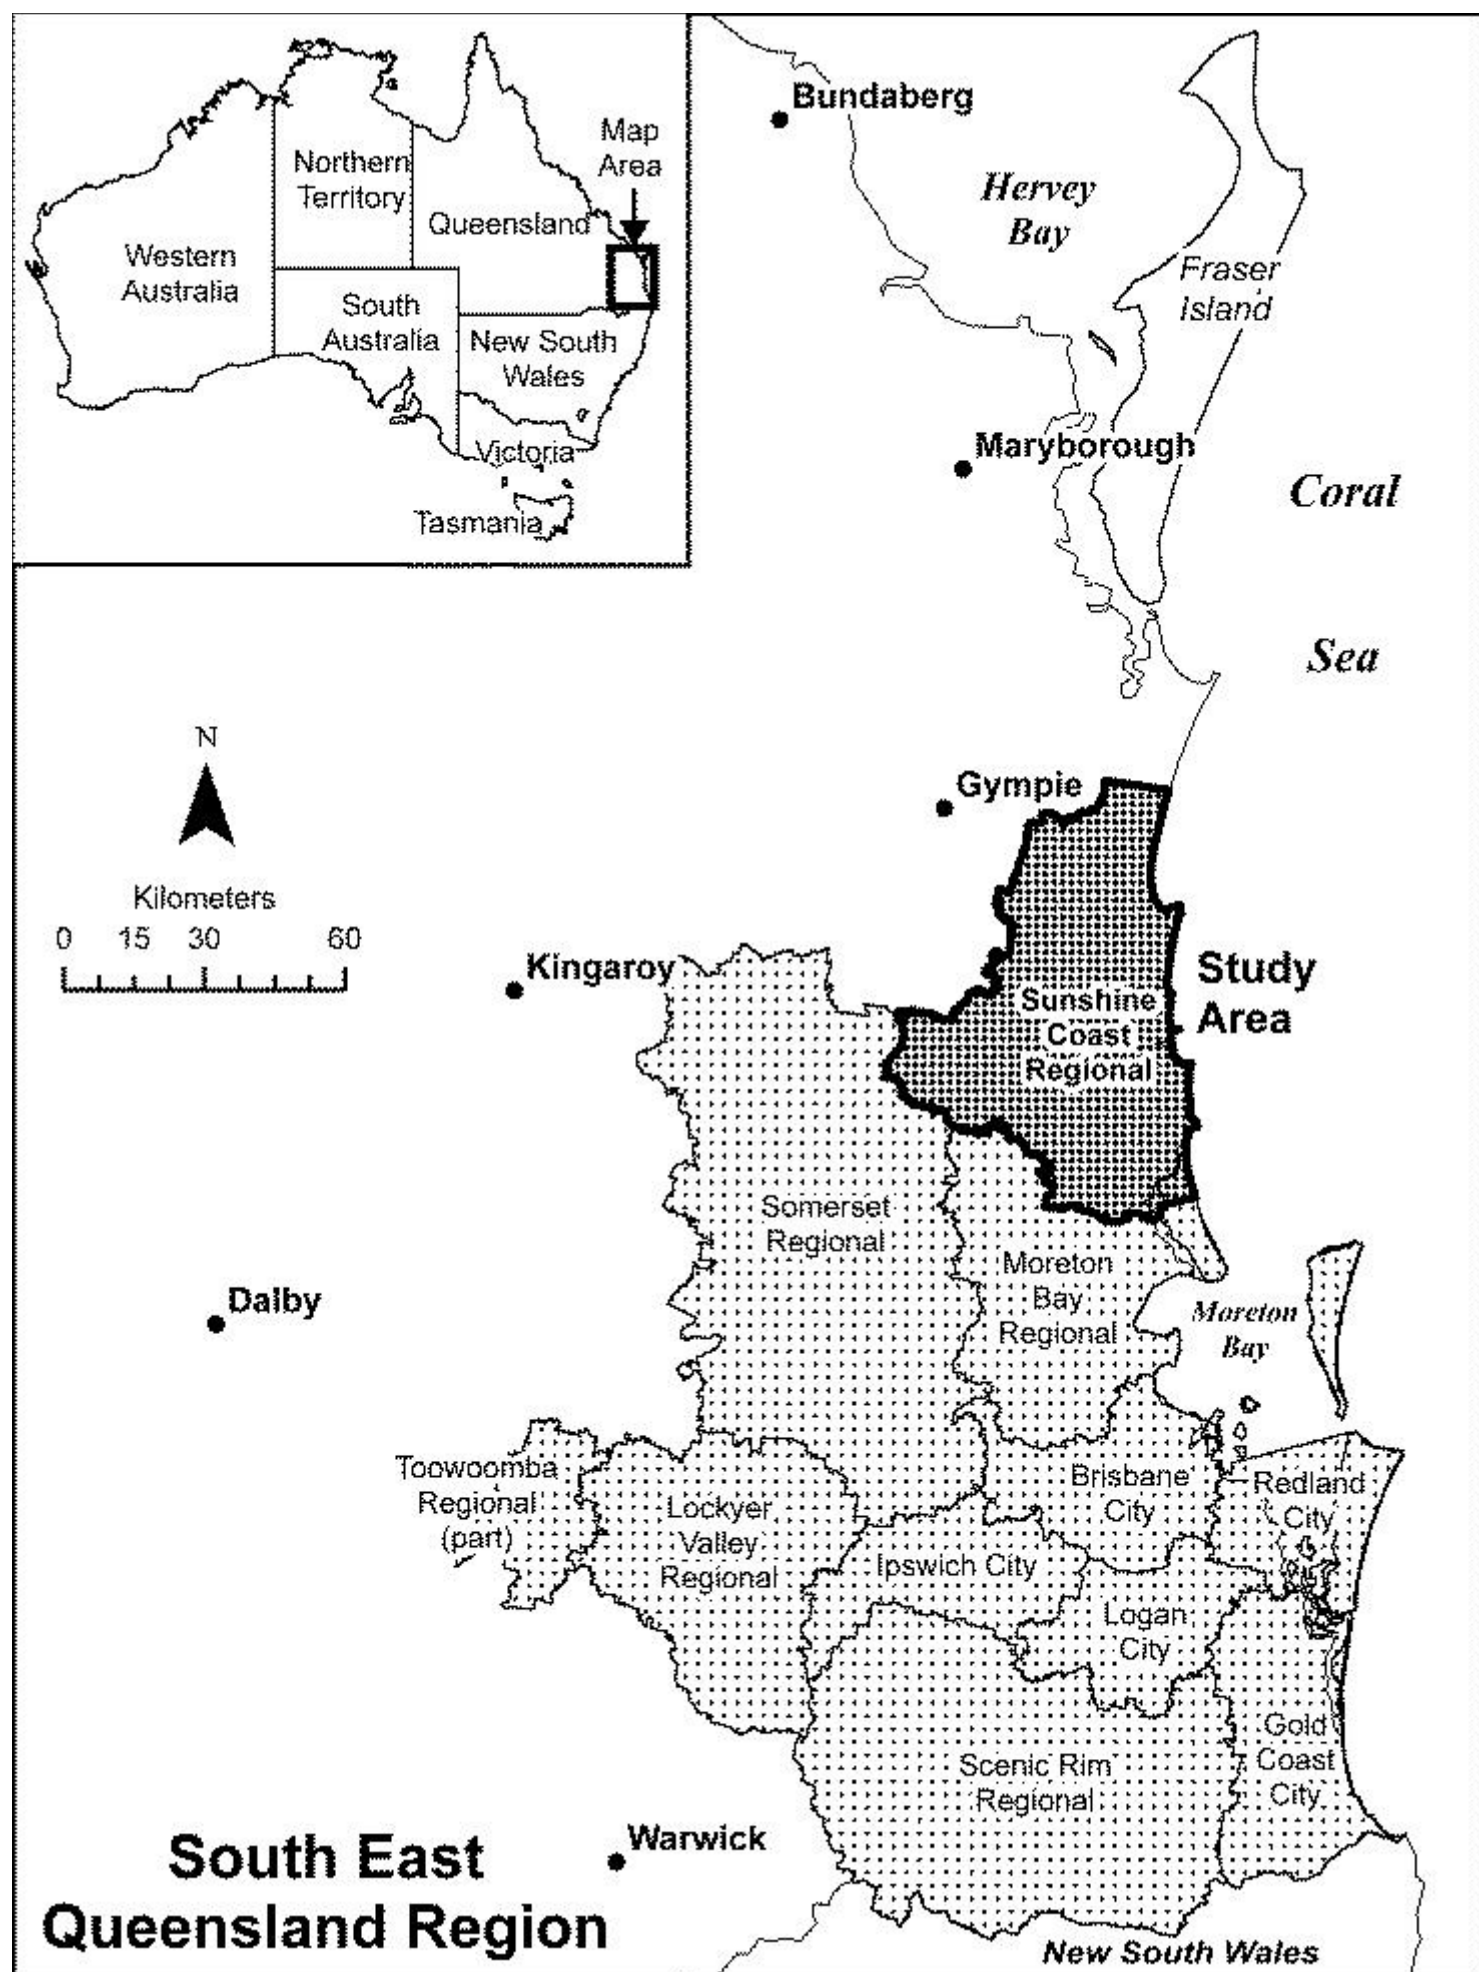 Northern
Territory
Western
Australia
South
Australia
Queensland
New South
Wales
Victoria
Tasmania
Map
Area
Bundaberg
Hervey
Bay
Fraser
Island
Maryborough
Coral
Sea
N
Kilometers
0 15 30 60
Gympie
Kingaroy
Sunshine
Coast
Regional
Study
Area
Somerset
Regional
Moreton
Bay
Regional
Moreton
Bay
Dalby
Toowoomba
Regional
(part)
Lockyer
Valley
Regional
Brisbane
City
Redland
City
Ipswich City
Logan
City
Gold
Coast
City
Scenic Rim
Regional
Warwick
South East
Queensland Region
New South Wales